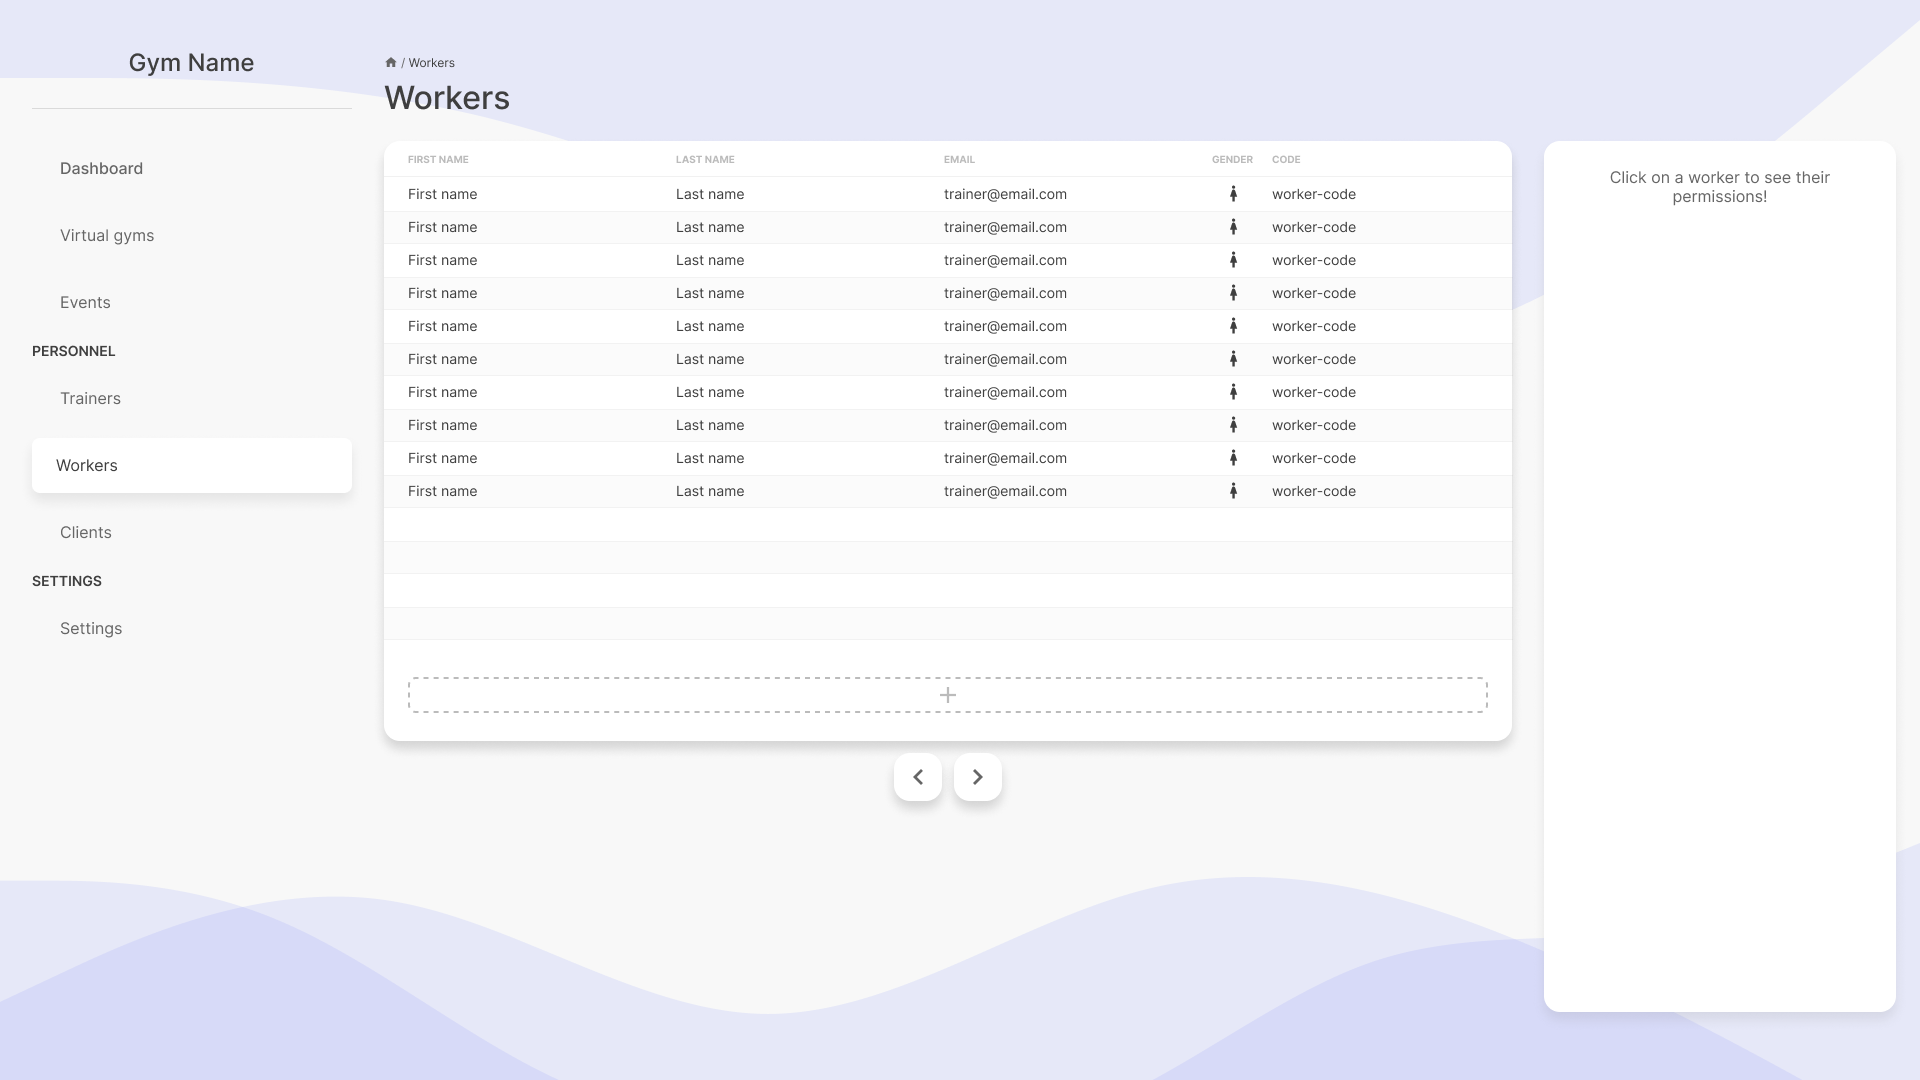 Gym Name
Dashboard
Virtual gyms
Events
PERSONNEL
Trainers
Workers
Clients
SETTINGS
Settings
/ Workers
Workers
FIRST NAME LAST NAME EMAIL GENDER CODE
First name Last name trainer@email.com worker-code
First name Last name trainer@email.com worker-code
First name Last name trainer@email.com worker-code
First name Last name trainer@email.com worker-code
First name Last name trainer@email.com worker-code
First name Last name trainer@email.com worker-code
First name Last name trainer@email.com worker-code
First name Last name trainer@email.com worker-code
First name Last name trainer@email.com worker-code
First name Last name trainer@email.com worker-code
Click on a worker to see their
permissions!